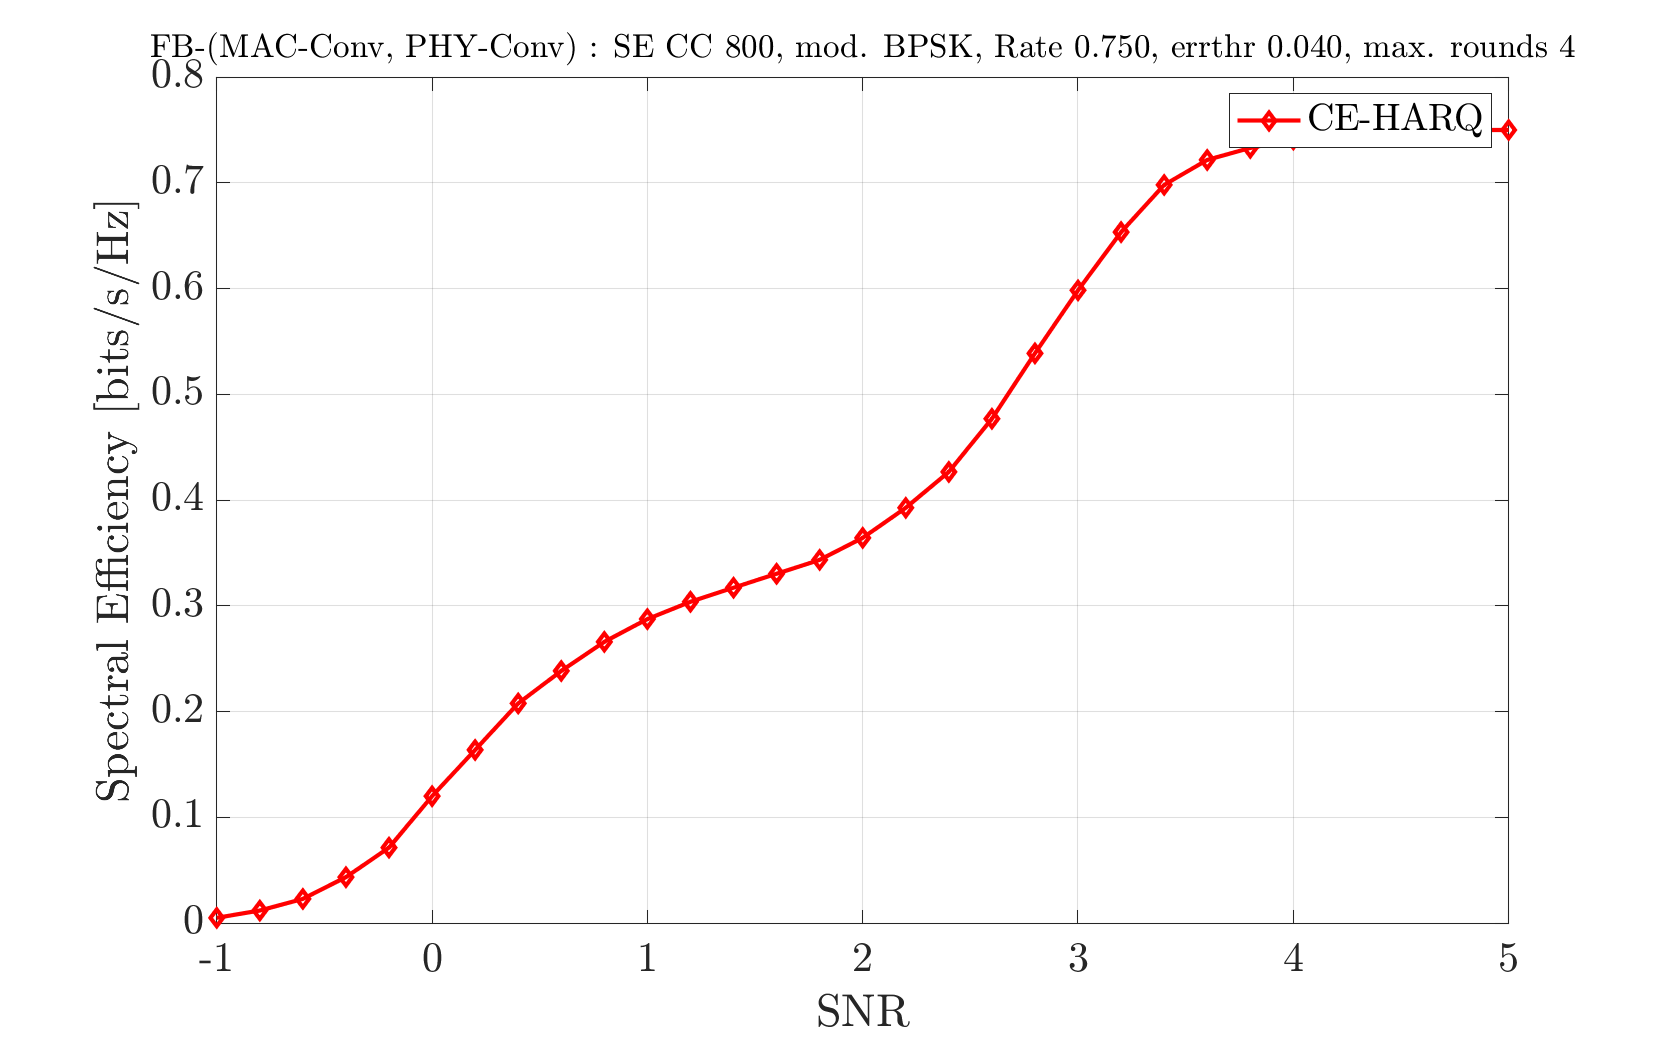 FB-(MAC-Conv, PHY-Conv) : SE CC 800, mod. BPSK, Rate 0.750, errthr 0.040, max. rounds 4
0.8
CE-HARQ
0.7
0.6
0.5
0.4
0.3
0.2
0.1
0
Spectral Efficiency [bits/s/Hz]
-1 0 1 2 3 4 5
SNR